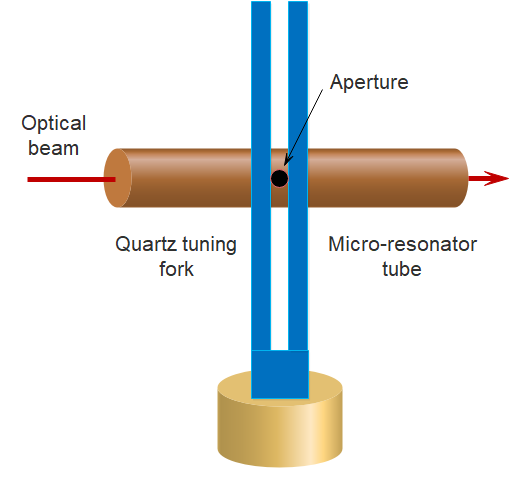 Aperture
Optical
beam
Quartz tuning
fork
Micro-resonator
tube